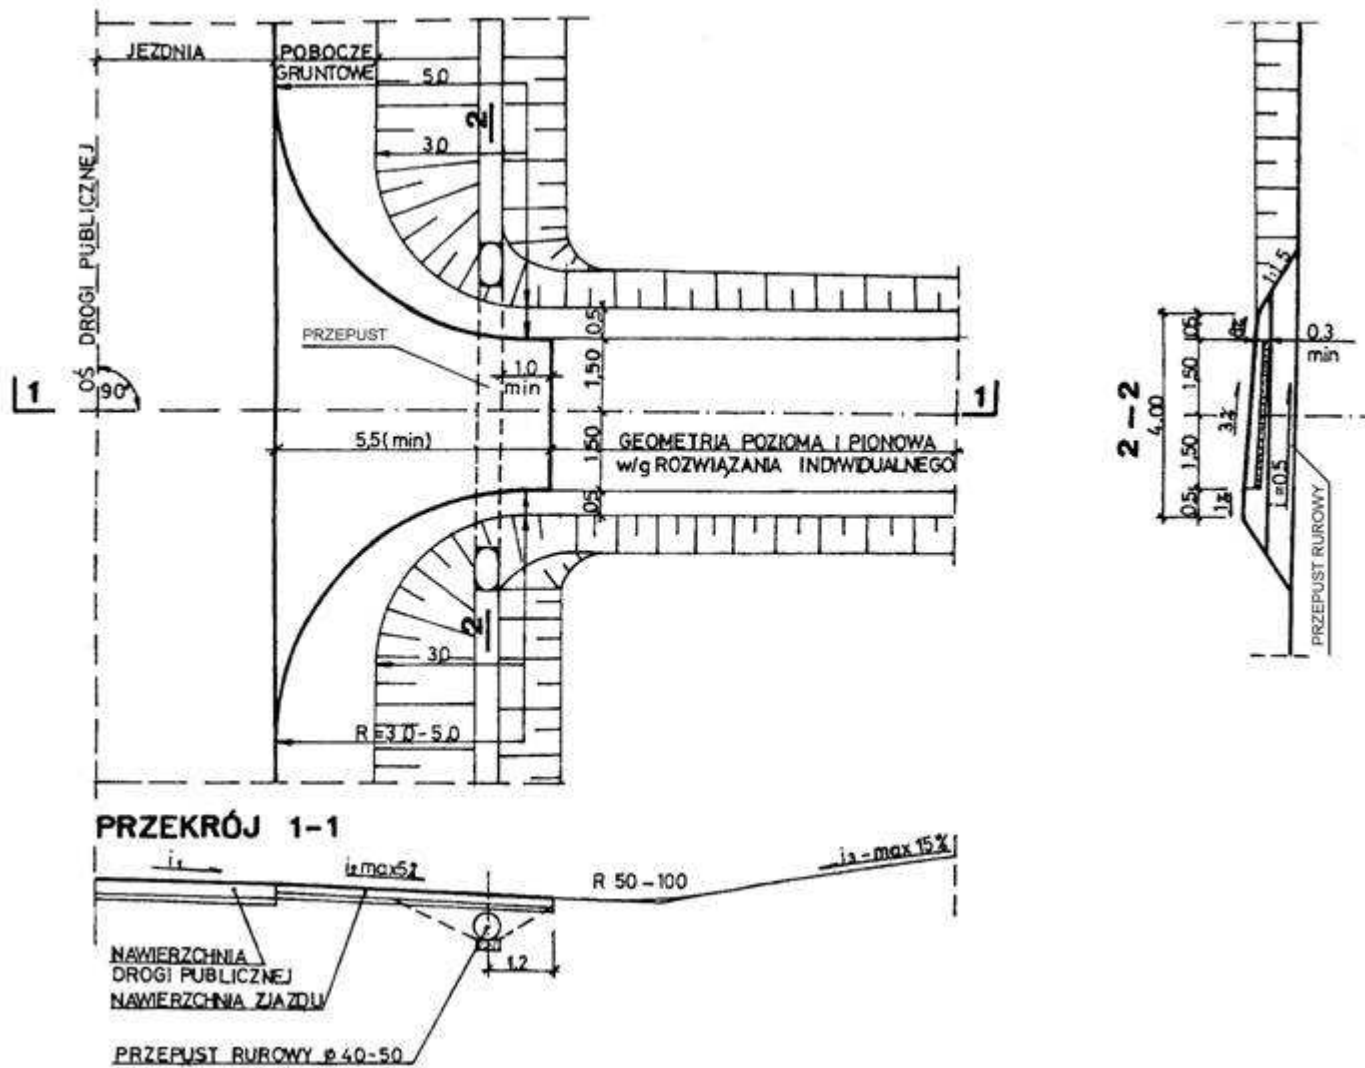 JEZDNIA
POBOCZE
GRUNTOWE
5,0
2
3,0
OŚ DROGI PUBLICZNEJ
90°
1
PRZEPUST
1,0
min
0,5
1,50
1,50
0,5
5,5 (min)
GEOMETRIA POZIOMA I PIONOWA
w/g ROZWIĄZANIA INDYWIDUALNEGO
1
2
3,0
R=3,0-5,0
2-2
4,00
0,5
1,50
1,50
0,5
1:1,5
0.3
min
i=0,5
PRZEPUST RUROWY
PRZEKRÓJ 1-1
i₁
i₂ max5%
R 50-100
i₃-max 15%
1,2
NAWIERZCHNIA
DROGI PUBLICZNEJ
NAWIERZCHNIA ZJAZDU
PRZEPUST RUROWY ø 40-50